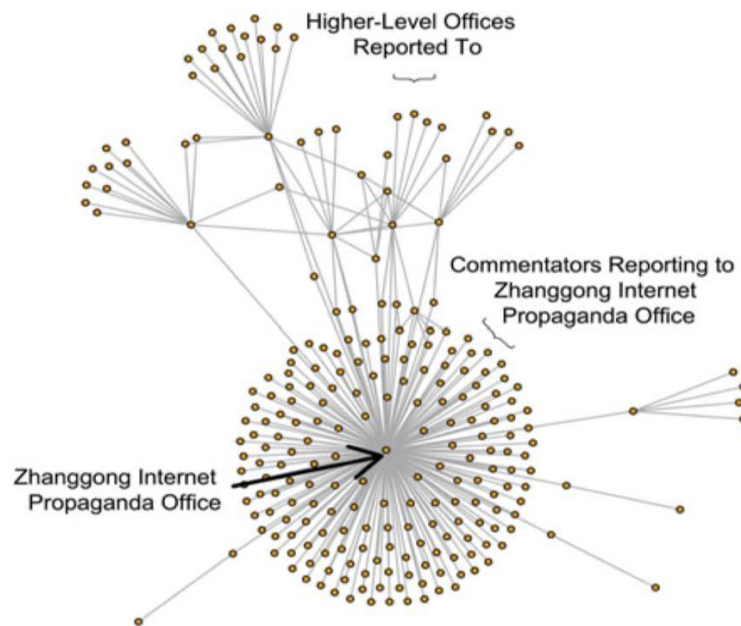 Higher-Level Offices
Reported To
Commentators Reporting to
Zhanggong Internet
Propaganda Office
Zhanggong Internet
Propaganda Office